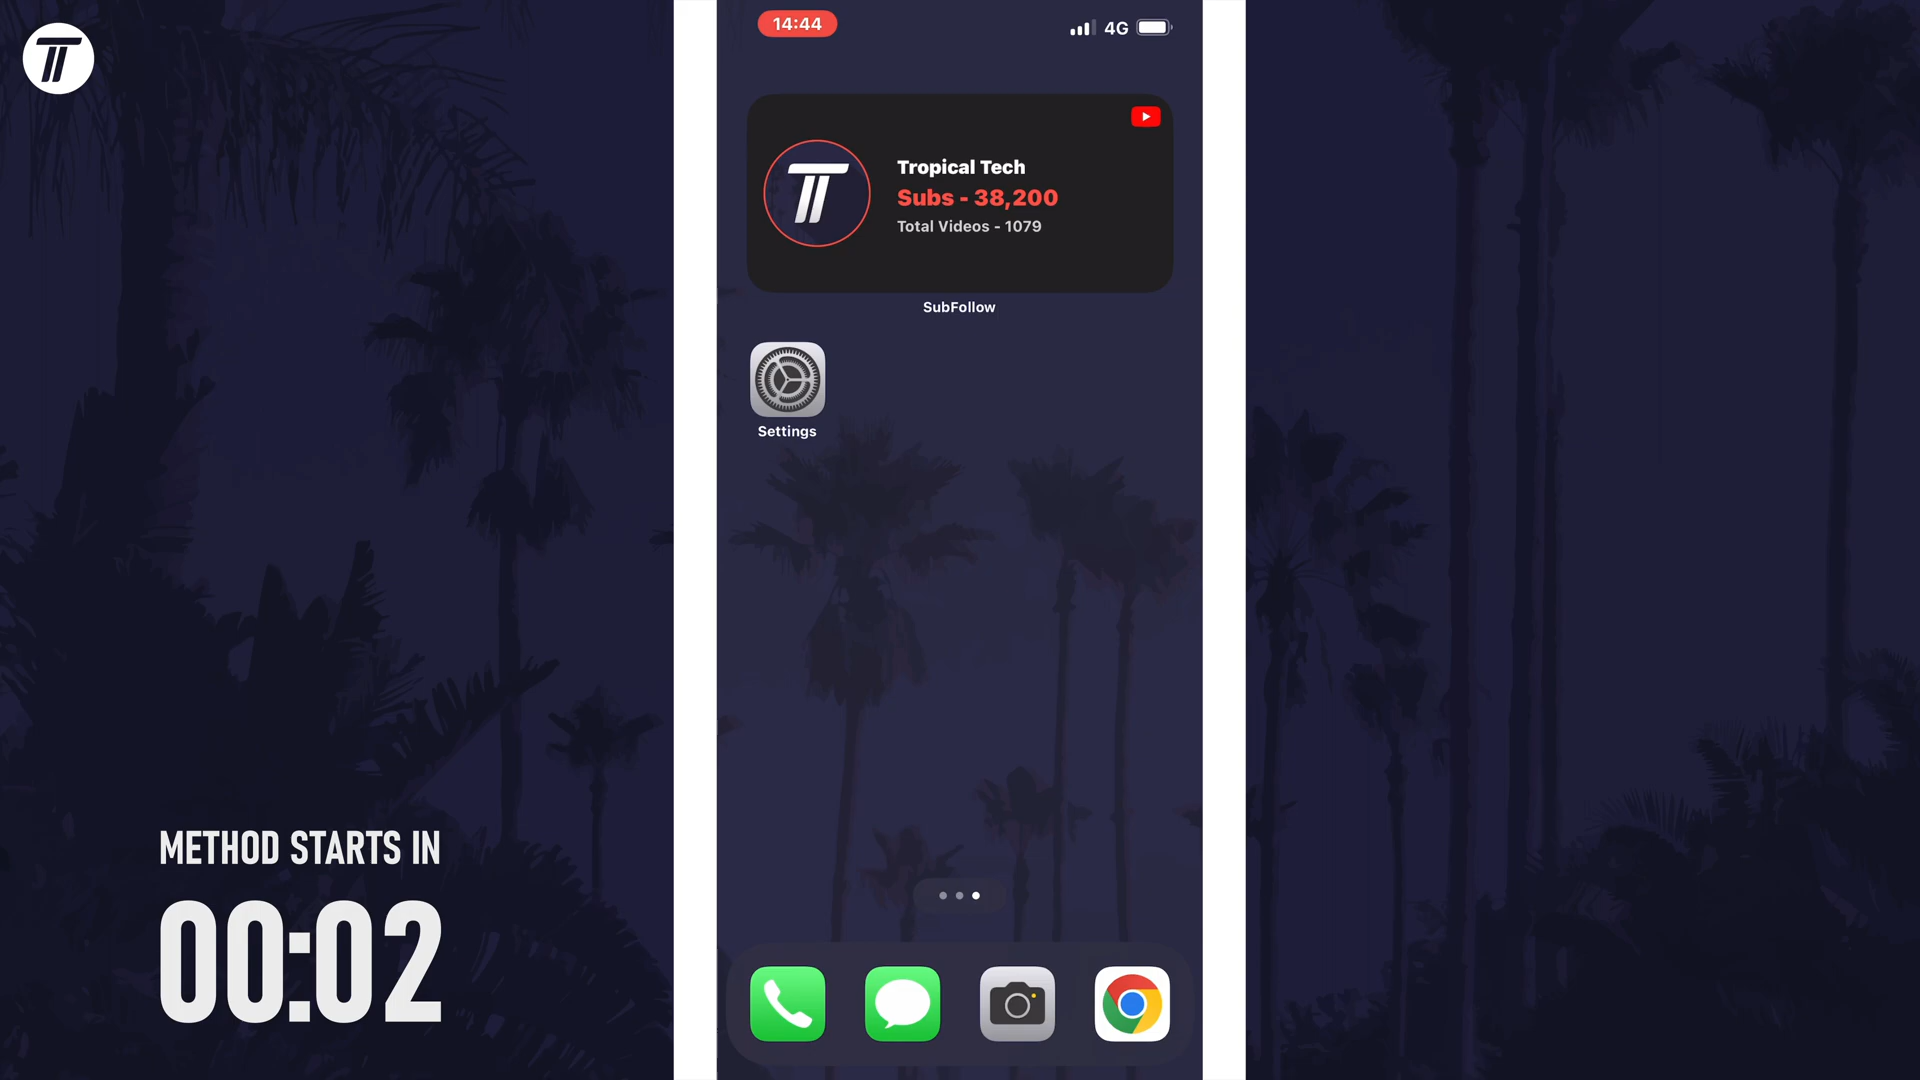 14:44
4G
Tropical Tech
Subs - 38,200
Total Videos - 1079
SubFollow
Settings
METHOD STARTS IN
00:02